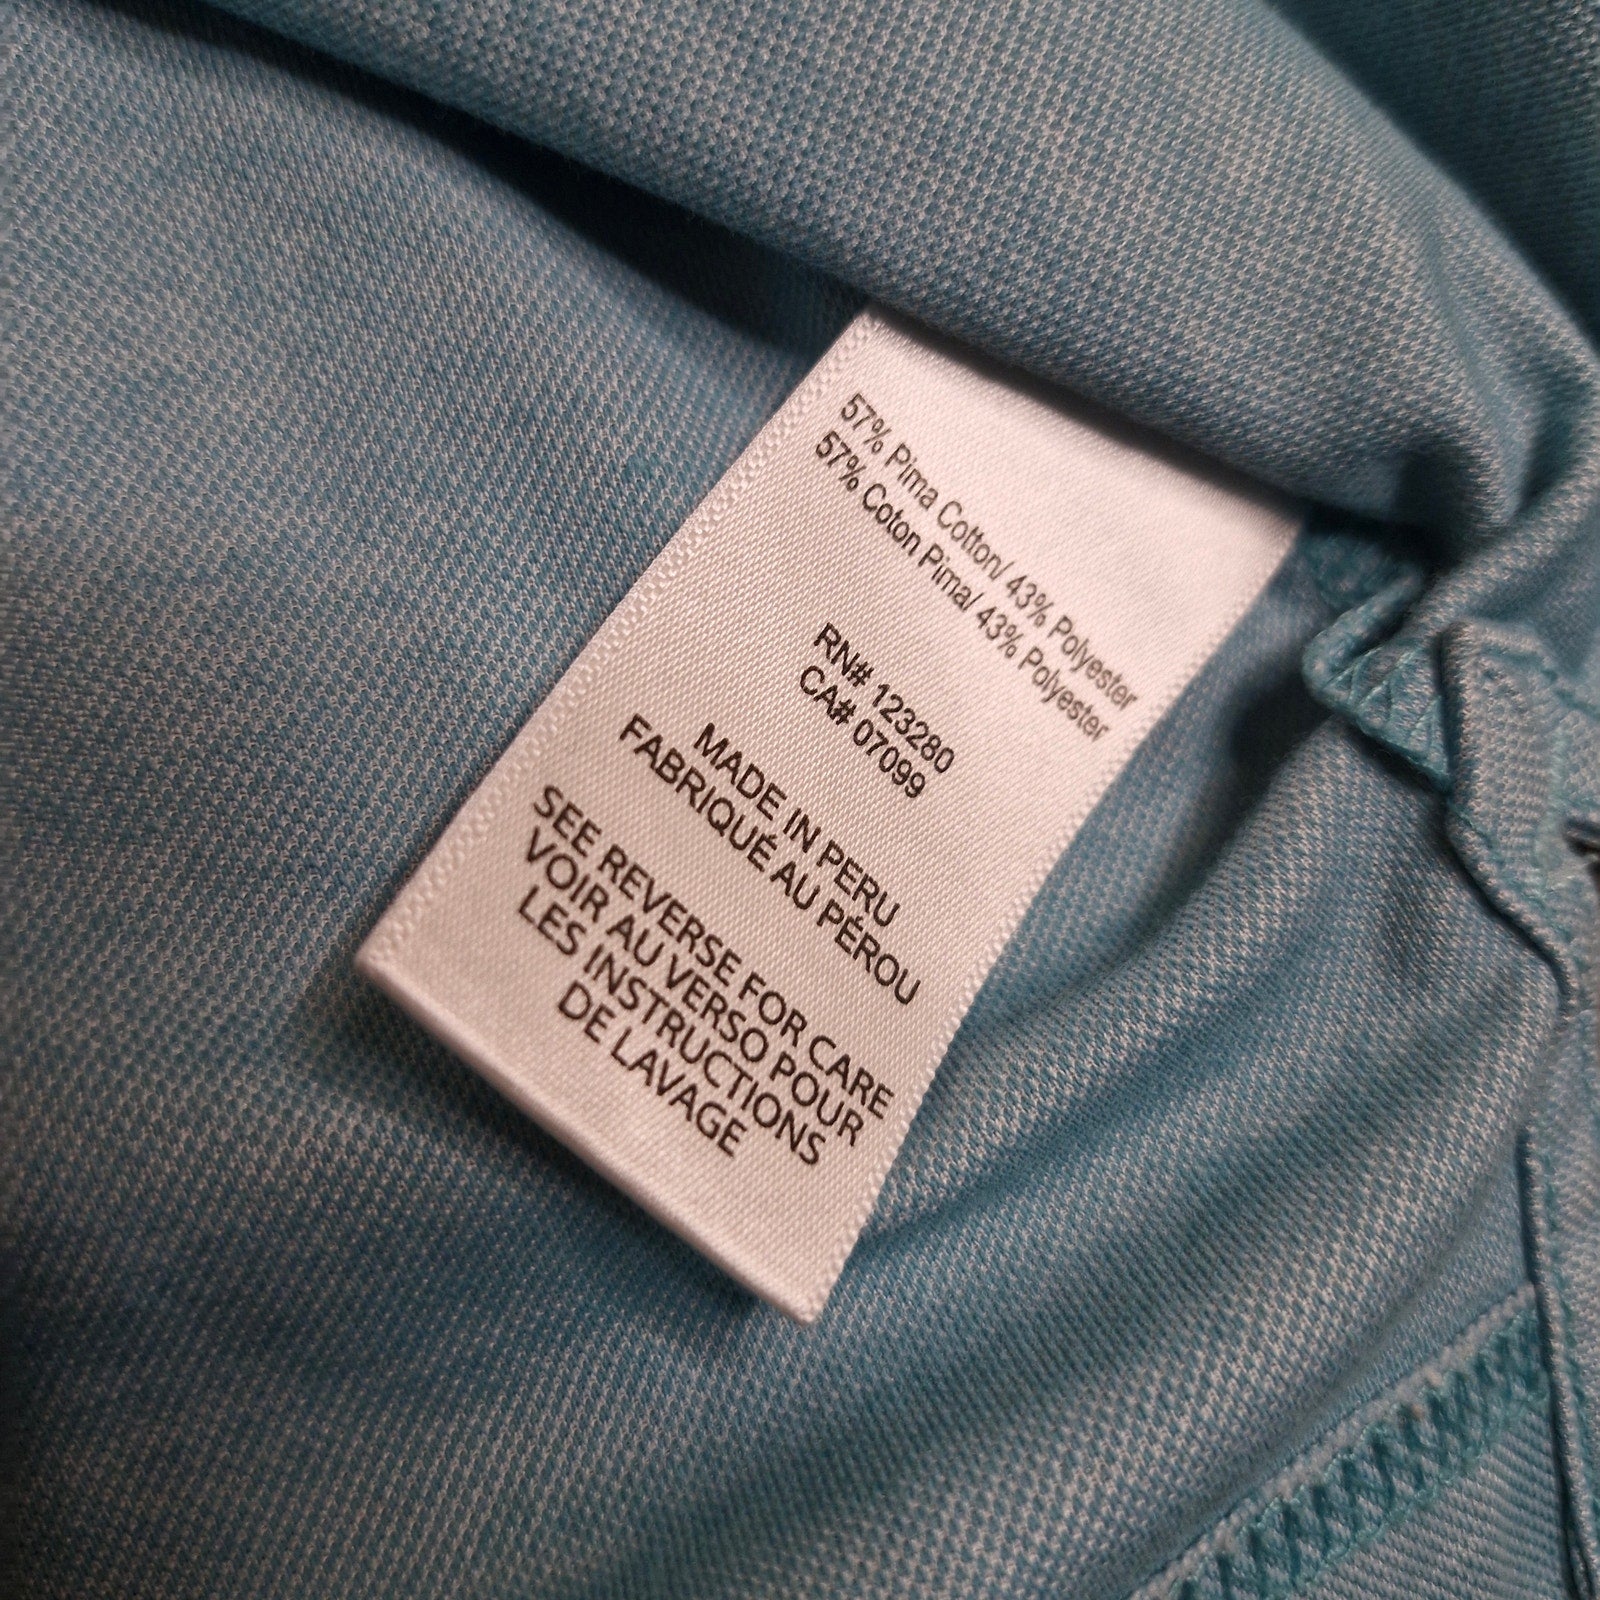 57% Pima Cotton/ 43% Polyester
57% Coton Pima/ 43% Polyester
RN# 123280
CA# 07099
MADE IN PERU
FABRIQUÉ AU PÉROU
SEE REVERSE FOR CARE
VOIR AU VERSO POUR
LES INSTRUCTIONS
DE LAVAGE